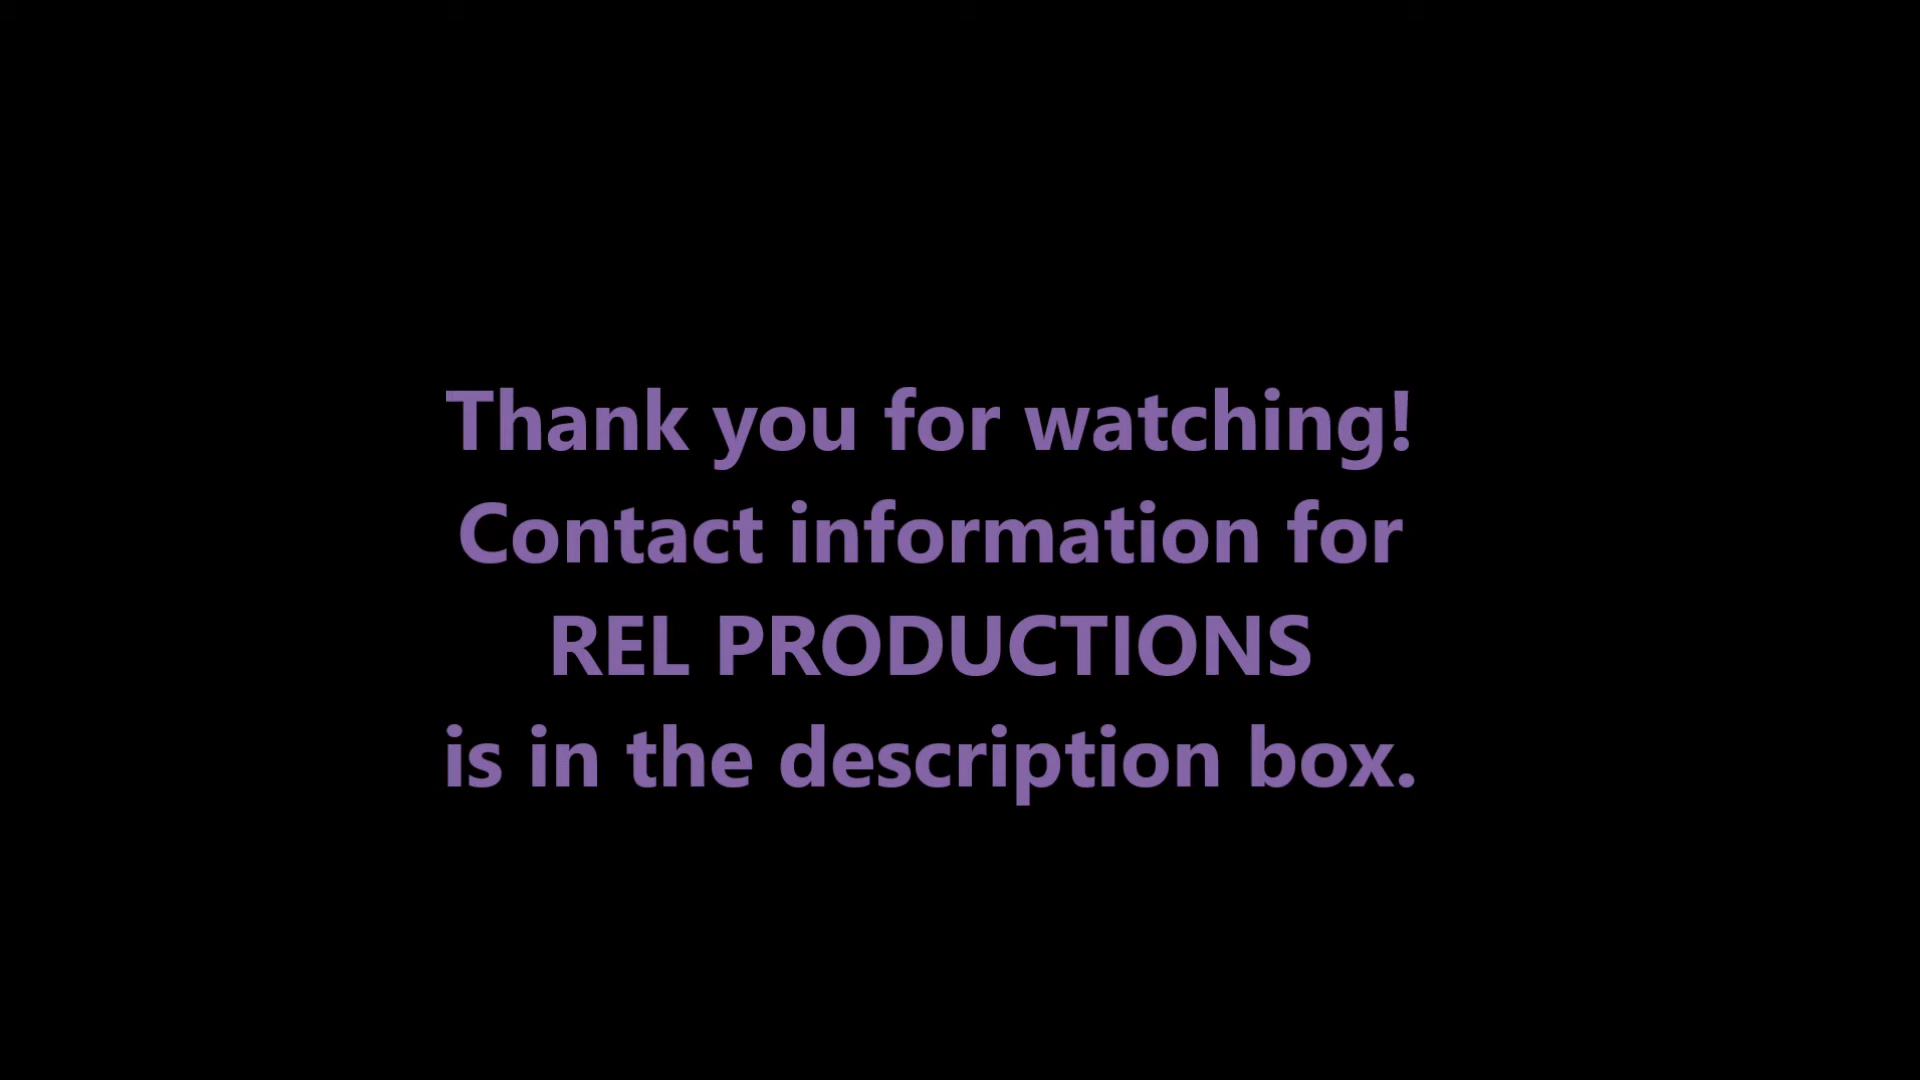 Thank you for watching!
Contact information for
REL PRODUCTIONS
is in the description box.